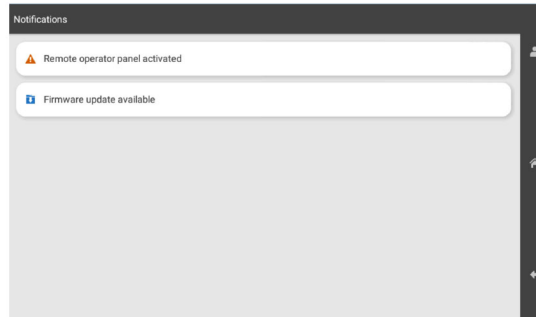 Notifications
Remote operator panel activated
Firmware update available